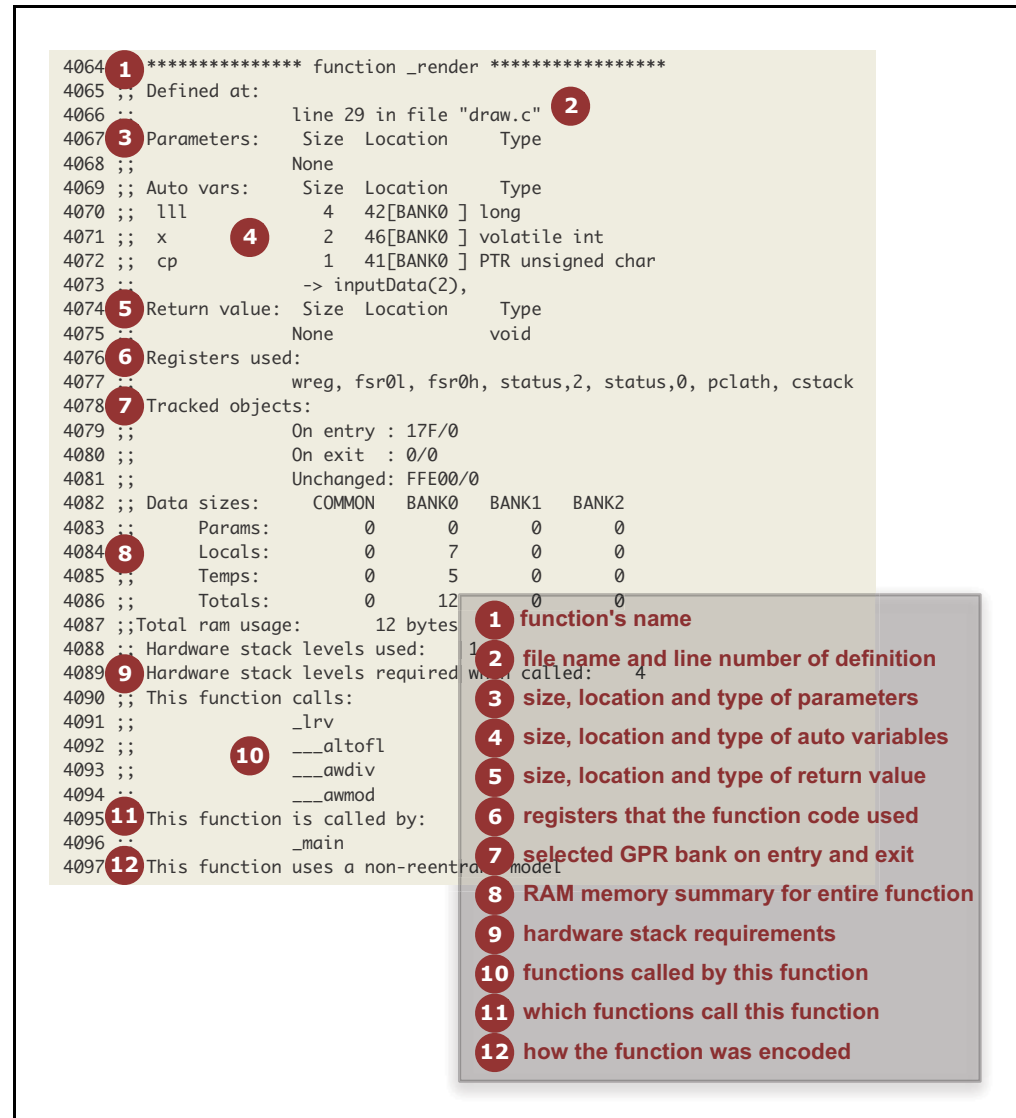 4064 1 *************** function _render *****************
4065 ;; Defined at:
4066 ;; line 29 in file "draw.c" 2
4067 3 Parameters: Size Location Type
4068 ;; None
4069 ;; Auto vars: Size Location Type
4070 ;; lll 4 42[BANK0 ] long
4071 ;; x 4 2 46[BANK0 ] volatile int
4072 ;; cp 1 41[BANK0 ] PTR unsigned char
4073 ;; -> inputData(2),
4074 5 Return value: Size Location Type
4075 ;; None void
4076 6 Registers used:
4077 ;; wreg, fsr0l, fsr0h, status,2, status,0, pclath, cstack
4078 7 Tracked objects:
4079 ;; On entry : 17F/0
4080 ;; On exit : 0/0
4081 ;; Unchanged: FFE00/0
4082 ;; Data sizes: COMMON BANK0 BANK1 BANK2
4083 ;; Params: 0 0 0 0
4084 8 Locals: 0 7 0 0
4085 ;; Temps: 0 5 0 0
4086 ;; Totals: 0 12 0 0
4087 ;;Total ram usage: 12 bytes
4088 ;; Hardware stack levels used: 1
4089 9 Hardware stack levels required when called: 4
4090 ;; This function calls:
4091 ;; _lrv
4092 ;; 10 ___altofl
4093 ;; ___awdiv
4094 ;; ___awmod
4095 11 This function is called by:
4096 ;; _main
4097 12 This function uses a non-reentrant model
1 function's name
2 file name and line number of definition
3 size, location and type of parameters
4 size, location and type of auto variables
5 size, location and type of return value
6 registers that the function code used
7 selected GPR bank on entry and exit
8 RAM memory summary for entire function
9 hardware stack requirements
10 functions called by this function
11 which functions call this function
12 how the function was encoded